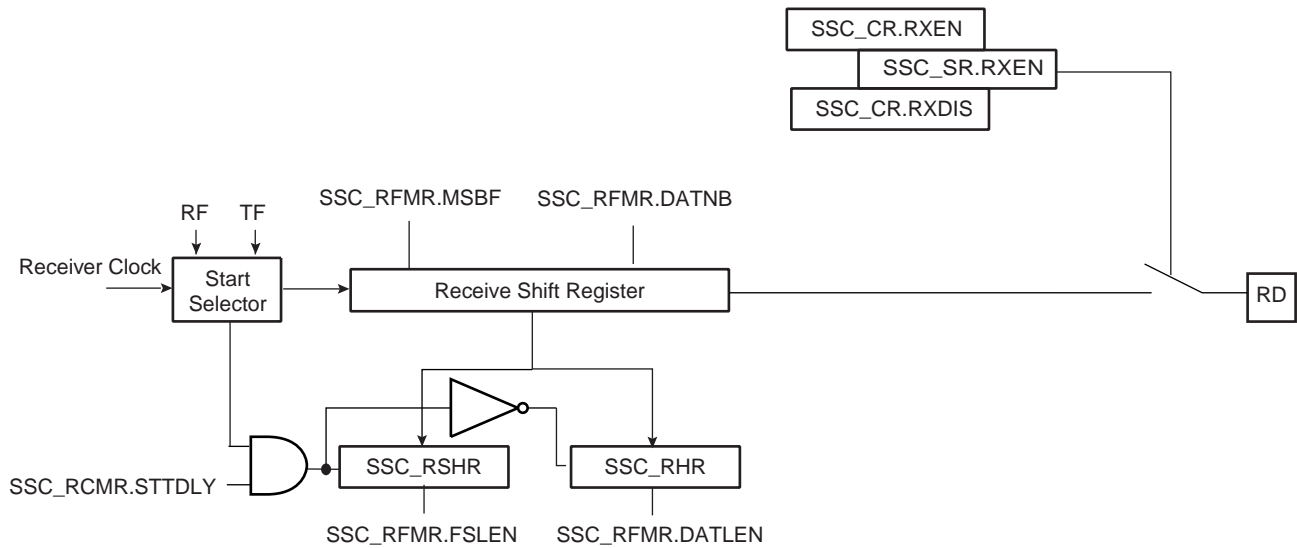 SSC_CR.RXEN
SSC_SR.RXEN
SSC_CR.RXDIS
SSC_RFMR.MSBF
SSC_RFMR.DATNB
RF
TF
Receiver Clock
Start
Selector
Receive Shift Register
RD
SSC_RSHR
SSC_RHR
SSC_RCMR.STTDLY
SSC_RFMR.FSLEN
SSC_RFMR.DATLEN